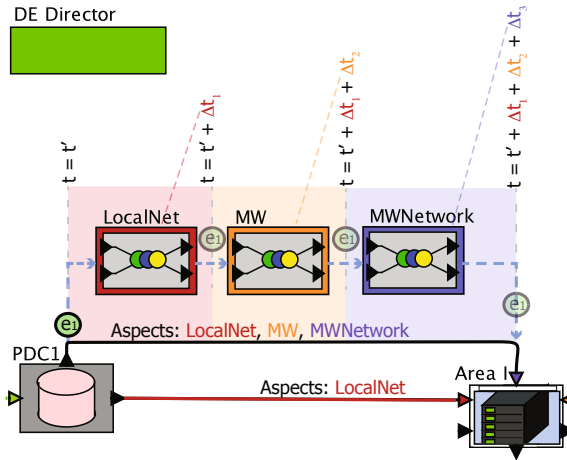 DE Director
t = t'
t = t' + Δt1
t = t' + Δt1 + Δt2
t = t' + Δt1 + Δt2 + Δt3
LocalNet
MW
MWNetwork
e1
e1
e1
e1
Aspects: LocalNet, MW, MWNetwork
PDC1
Area I
Aspects: LocalNet